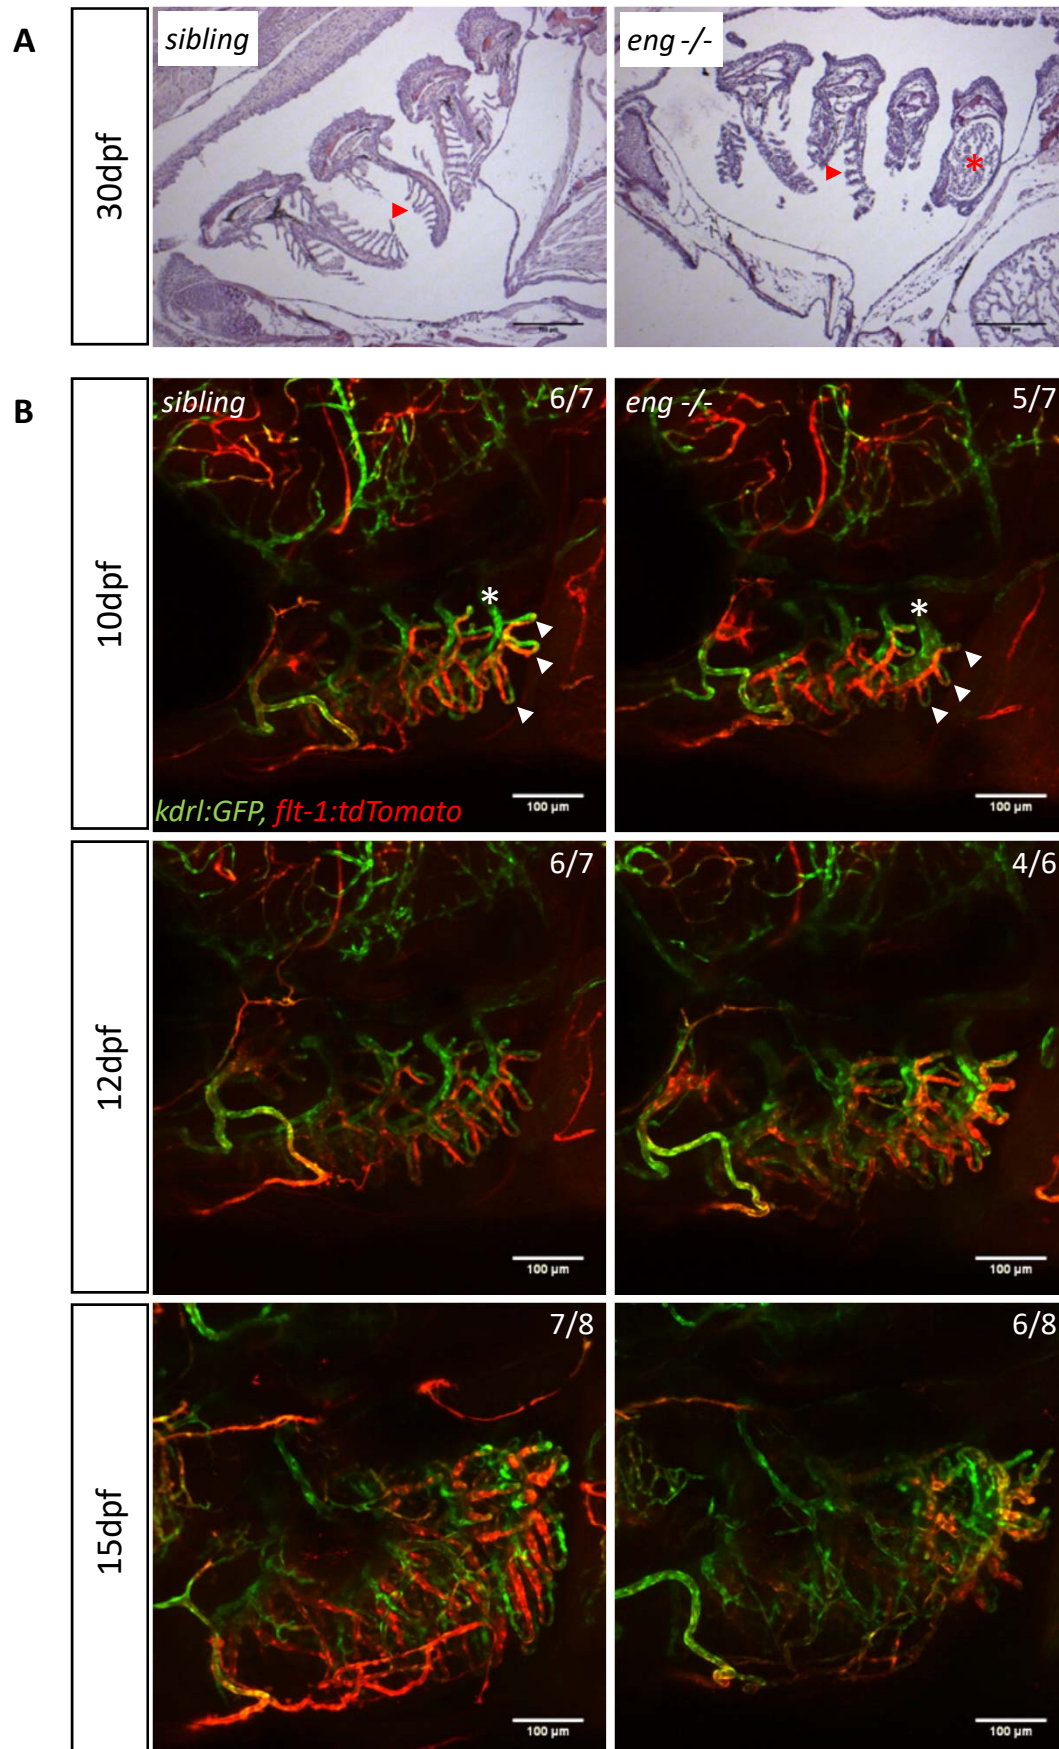 A
30dpf
sibling
eng -/-
*
B
10dpf
sibling
6/7
eng -/-
5/7
*
*
kdrl:GFP, flt-1:tdTomato
100 µm
100 µm
12dpf
6/7
4/6
100 µm
100 µm
15dpf
7/8
6/8
100 µm
100 µm